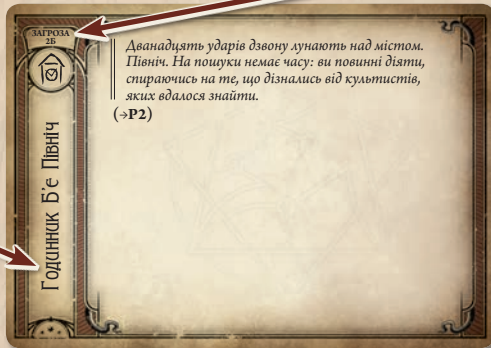 ЗАГРОЗА
2Б
Дванадцять ударів дзвону лунають над містом.
Північ. На пошуки немає часу: ви повинні діяти,
спираючись на те, що дізнались від культистів,
яких вдалося знайти.
(→Р2)
Годинник Б'є Північ